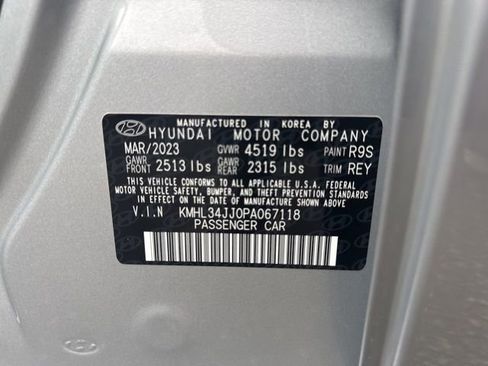 MANUFACTURED IN KOREA BY
HYUNDAI MOTOR COMPANY
MAR/2023 GVWR 4519 lbs PAINT R9S
GAWR FRONT 2513 lbs GAWR REAR 2315 lbs TRIM REY
THIS VEHICLE CONFORMS TO ALL APPLICABLE U.S.A. FEDERAL
MOTOR VEHICLE SAFETY, BUMPER, AND THEFT PREVENTION STANDARDS
IN EFFECT ON THE DATE OF MANUFACTURE SHOWN ABOVE.
V.I.N KMHL34JJ0PA067118
PASSENGER CAR